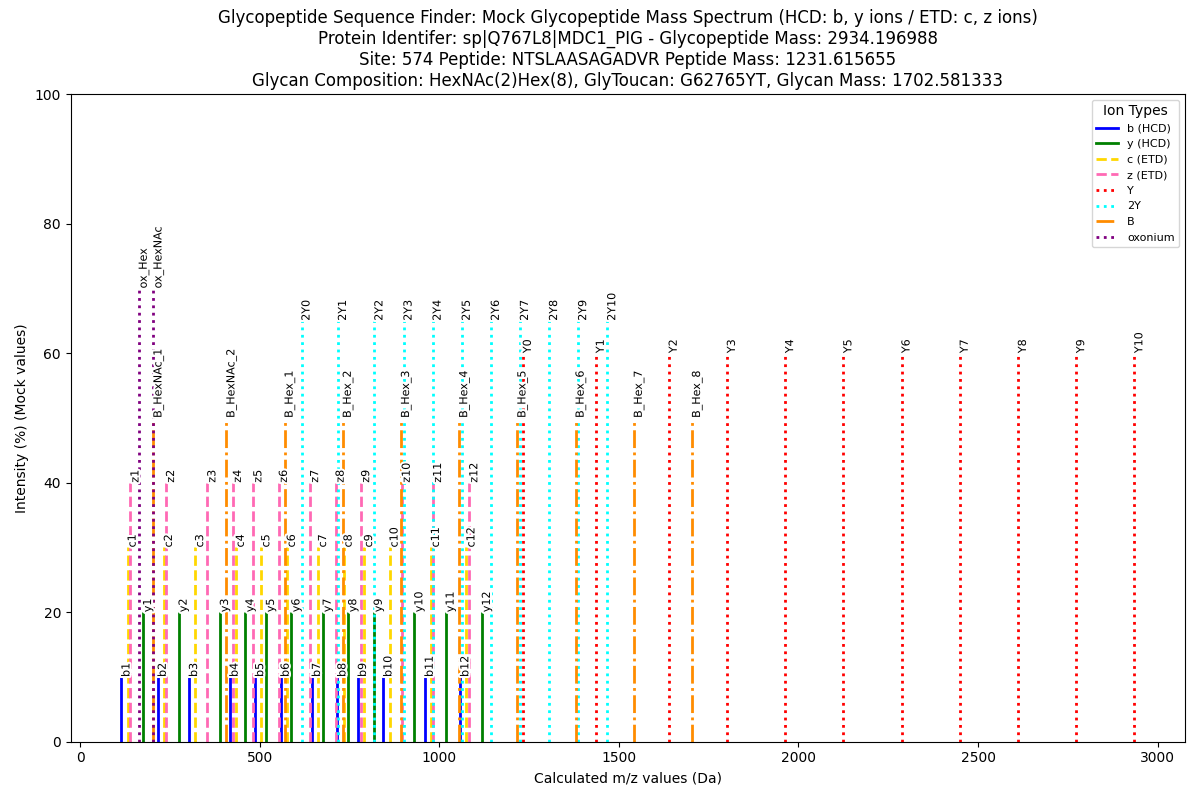 Glycopeptide Sequence Finder: Mock Glycopeptide Mass Spectrum (HCD: b, y ions / ETD: c, z ions)
Protein Identifer: sp|Q767L8|MDC1_PIG - Glycopeptide Mass: 2934.196988
Site: 574 Peptide: NTSLAASAGADVR Peptide Mass: 1231.615655
Glycan Composition: HexNAc(2)Hex(8), GlyToucan: G62765YT, Glycan Mass: 1702.581333
Intensity (%) (Mock values)
100
80
60
40
20
0
Ion Types
b (HCD)
y (HCD)
c (ETD)
z (ETD)
Y
2Y
B
oxonium
ox_Hex
ox_HexNAc
2Y0
2Y1
2Y2
2Y3
2Y4
2Y5
2Y6
2Y7
2Y8
2Y9
2Y10
Y0
Y1
Y2
Y3
Y4
Y5
Y6
Y7
Y8
Y9
Y10
B_HexNAc_1
B_HexNAc_2
B_Hex_1
B_Hex_2
B_Hex_3
B_Hex_4
B_Hex_5
B_Hex_6
B_Hex_7
B_Hex_8
z1
z2
z3
z4
z5
z6
z7
z8
z9
z10
z11
z12
c1
c2
c3
c4
c5
c6
c7
c8
c9
c10
c11
c12
y1
y2
y3
y4
y5
y6
y7
y8
y9
y10
y11
y12
b1
b2
b3
b4
b5
b6
b7
b8
b9
b10
b11
b12
0
500
1000
1500
2000
2500
3000
Calculated m/z values (Da)